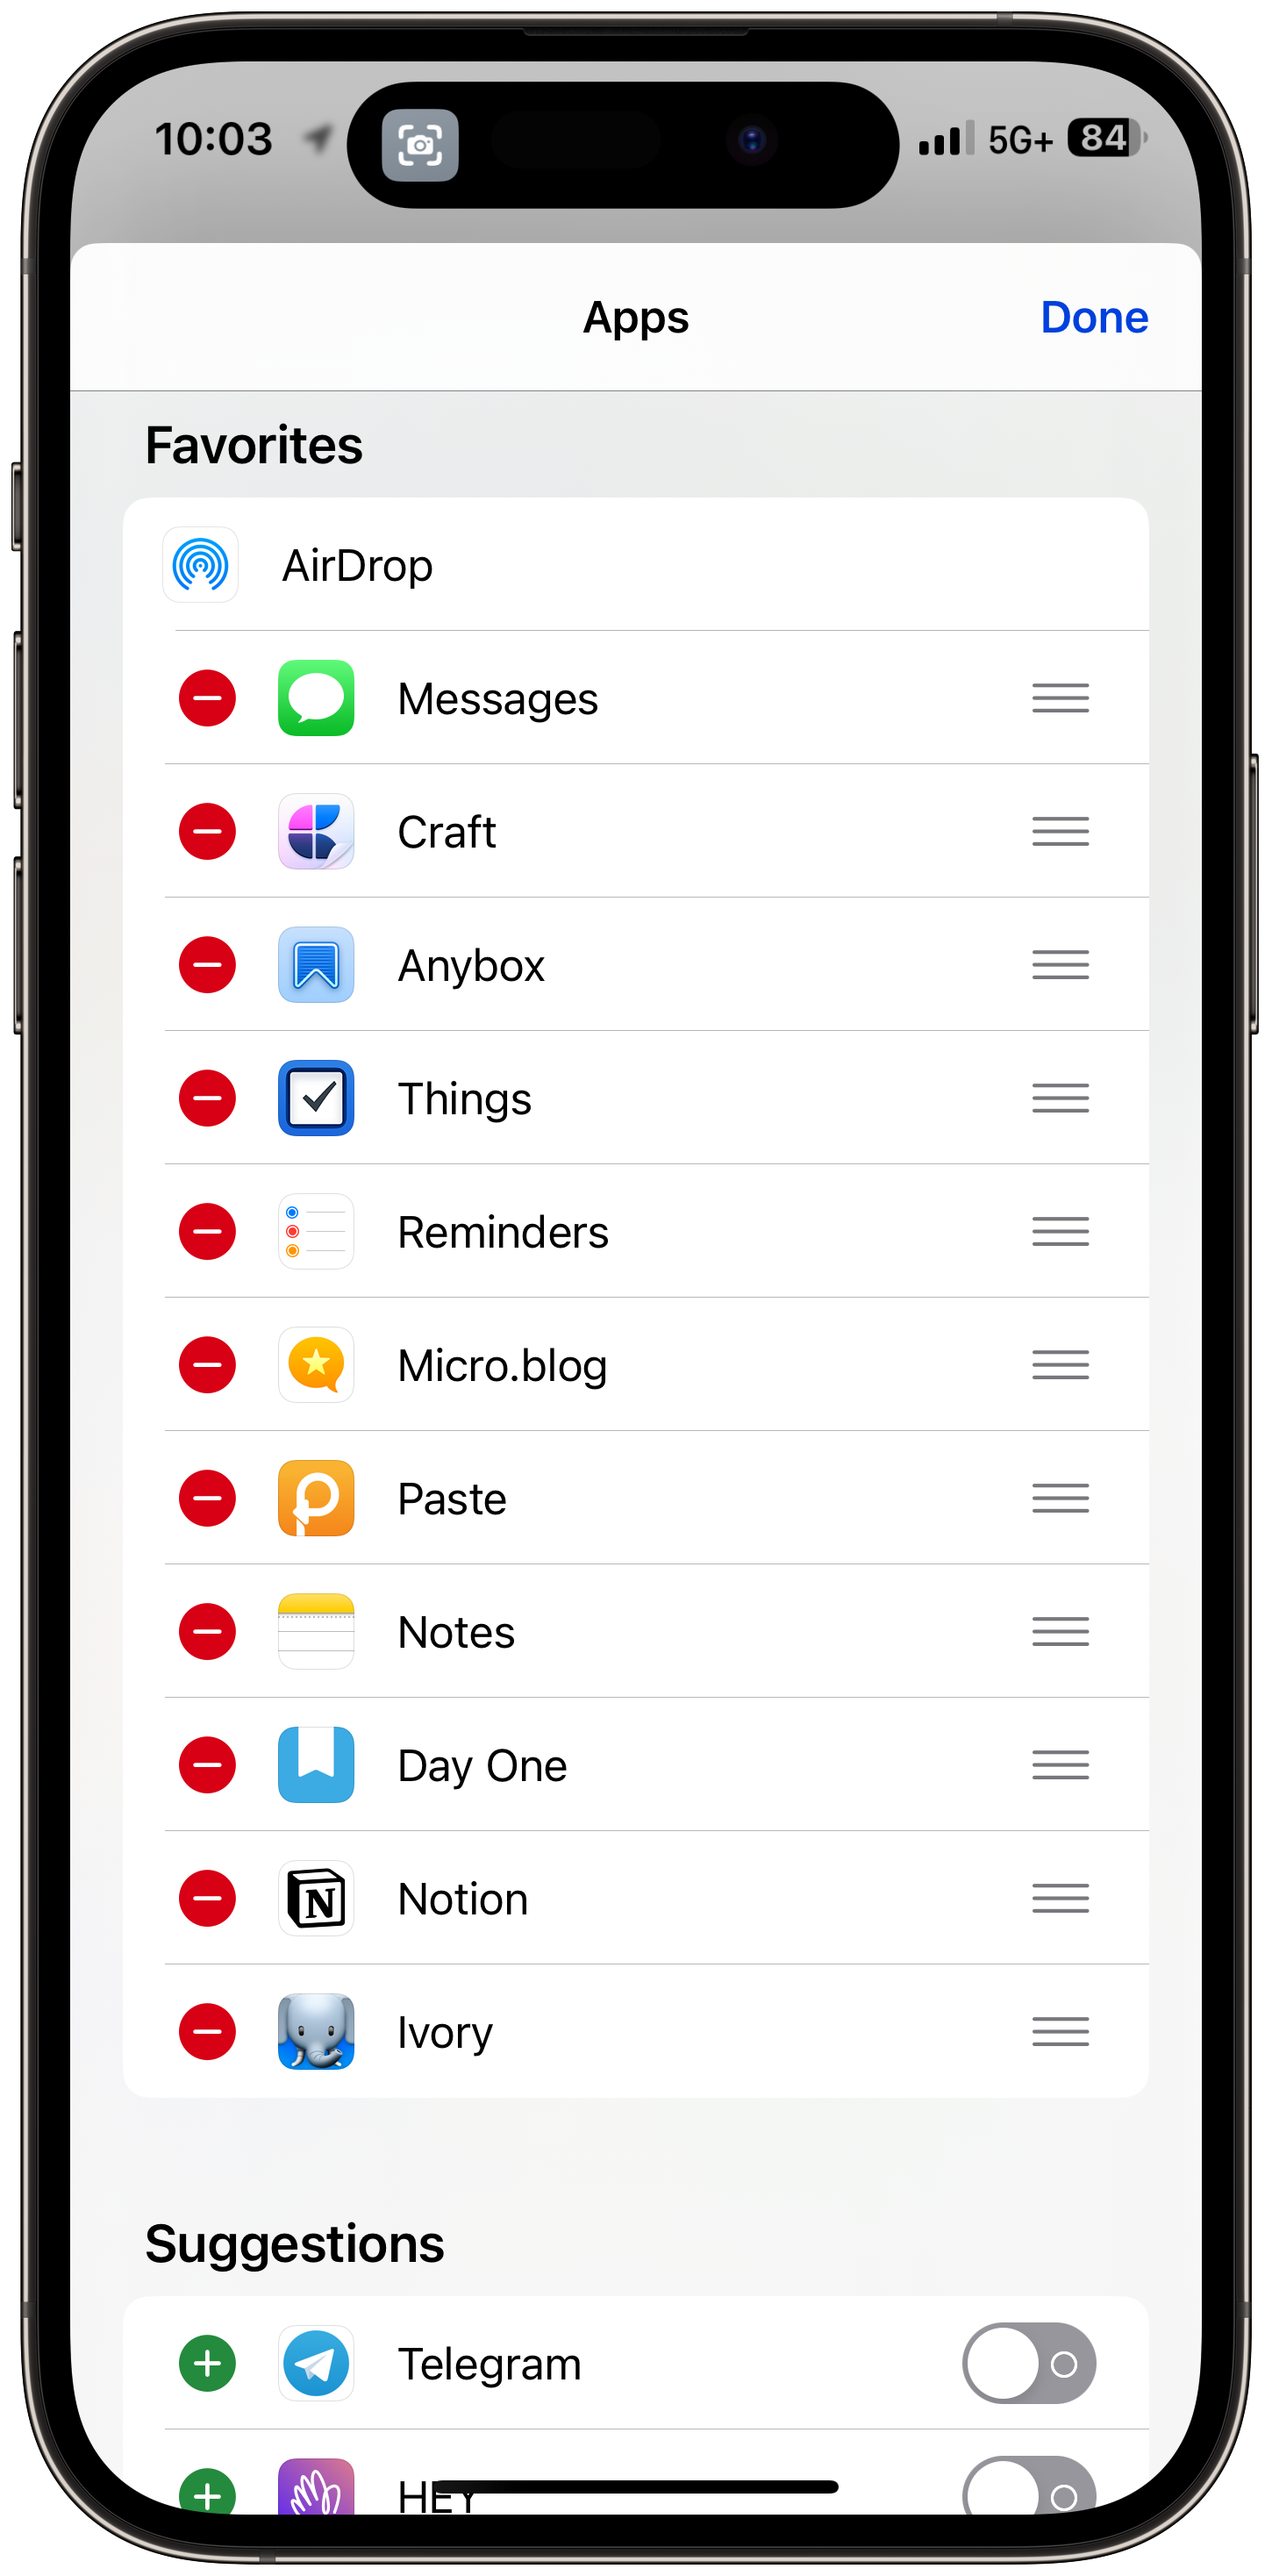 10:03
5G+
84
Apps
Done
Favorites
AirDrop
Messages
Craft
Anybox
Things
Reminders
Micro.blog
Paste
Notes
Day One
N
Notion
Ivory
Suggestions
Telegram
HEY